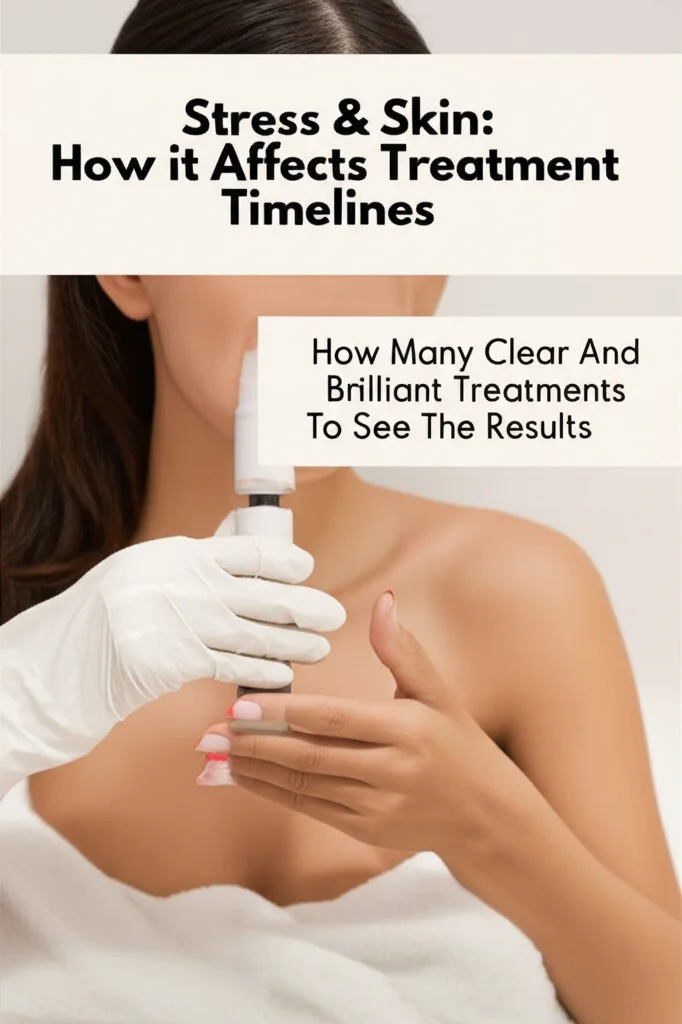 Stress & Skin:
How it Affects Treatment
Timelines
How Many Clear And
Brilliant Treatments
To See The Results